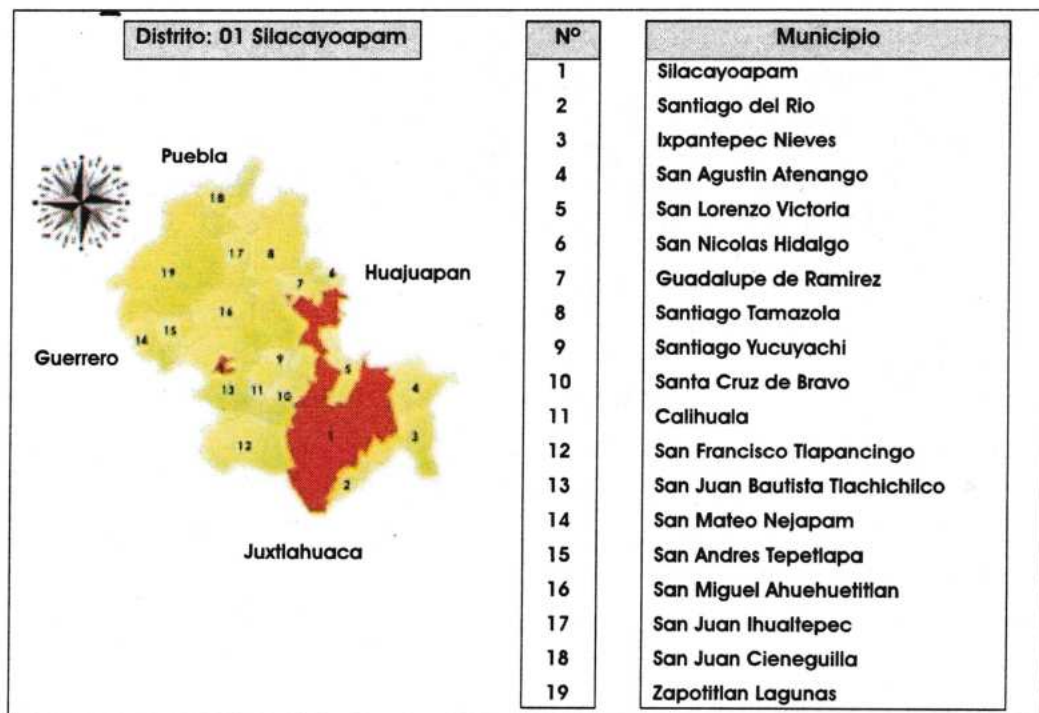 Distrito: 01 Silacayoapam
Puebla
Huajuapan
Guerrero
Juxtlahuaca
18
17
8
19
7
6
16
15
14
9
5
4
13
11
10
1
3
12
2
Nº Municipio
1 Silacayoapam
2 Santiago del Rio
3 Ixpantepec Nieves
4 San Agustin Atenango
5 San Lorenzo Victoria
6 San Nicolas Hidalgo
7 Guadalupe de Ramirez
8 Santiago Tamazola
9 Santiago Yucuyachi
10 Santa Cruz de Bravo
11 Calihuala
12 San Francisco Tlapancingo
13 San Juan Bautista Tlachichilco
14 San Mateo Nejapam
15 San Andres Tepetlapa
16 San Miguel Ahuehuetitlan
17 San Juan Ihualtepec
18 San Juan Cieneguilla
19 Zapotitlan Lagunas